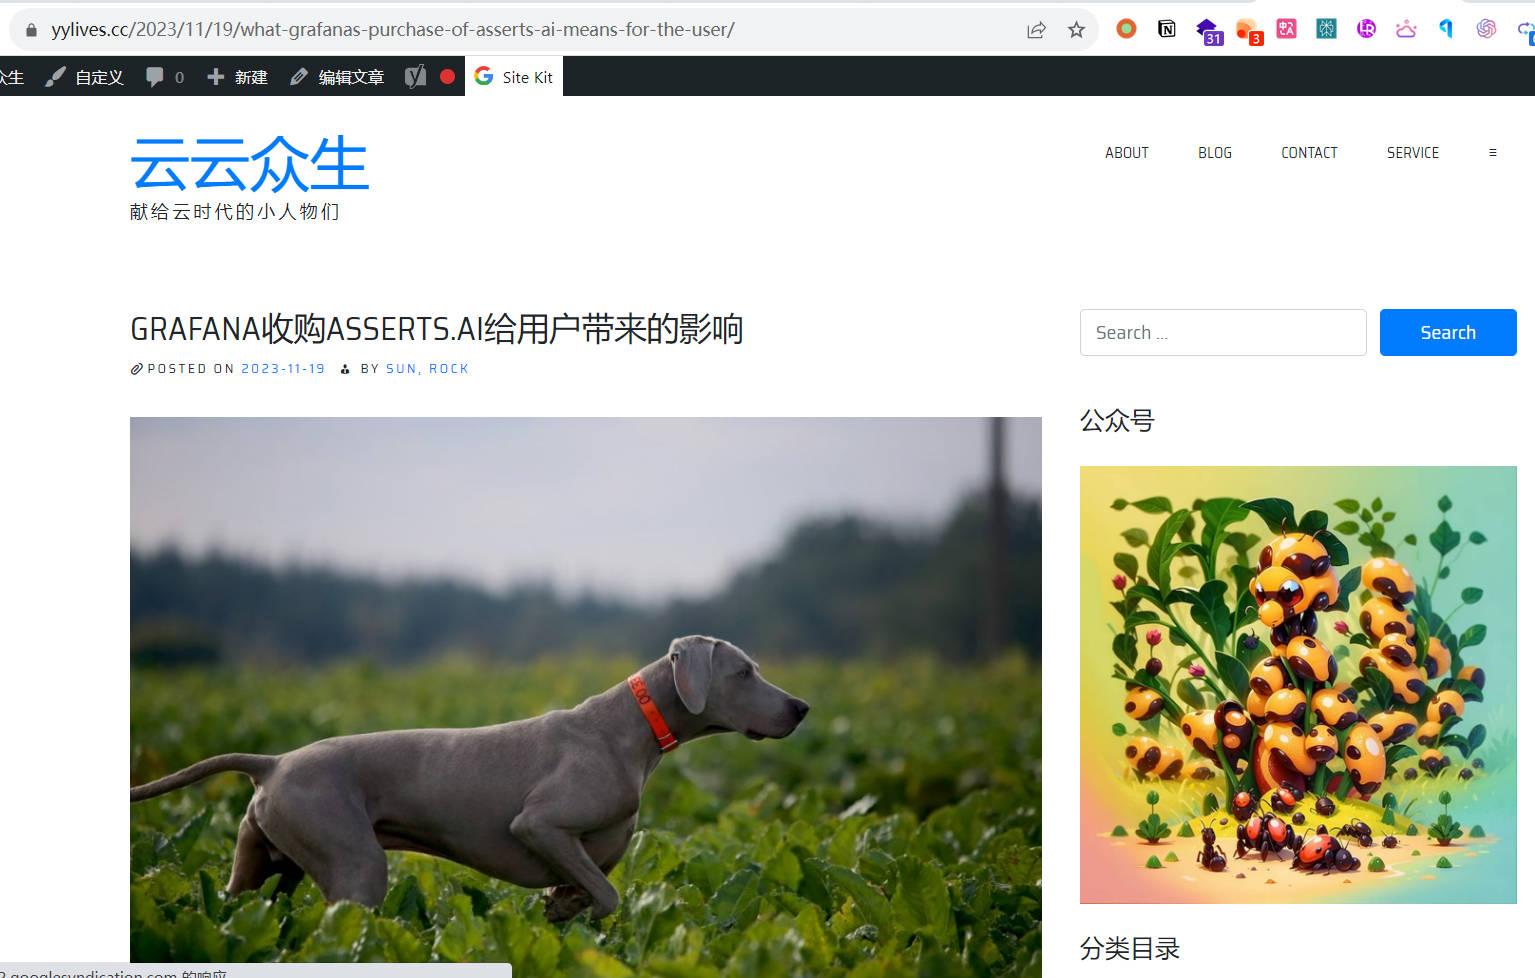 yylives.cc/2023/11/19/what-grafanas-purchase-of-asserts-ai-means-for-the-user/
31
3
众生 自定义 0 新建 编辑文章 Site Kit
云云众生
献给云时代的小人物们
ABOUT BLOG CONTACT SERVICE
GRAFANA收购ASSERTS.AI给用户带来的影响
POSTED ON 2023-11-19 BY SUN, ROCK
Search ...
Search
公众号
分类目录
googlesyndication.com 的响应